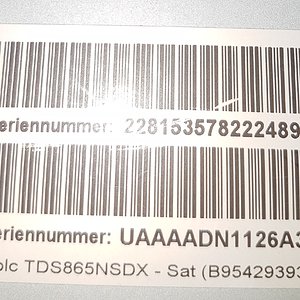 eriennummer: 228153578222489
eriennummer: UAAAADN1126A3
plc TDS865NSDX - Sat (B95429393